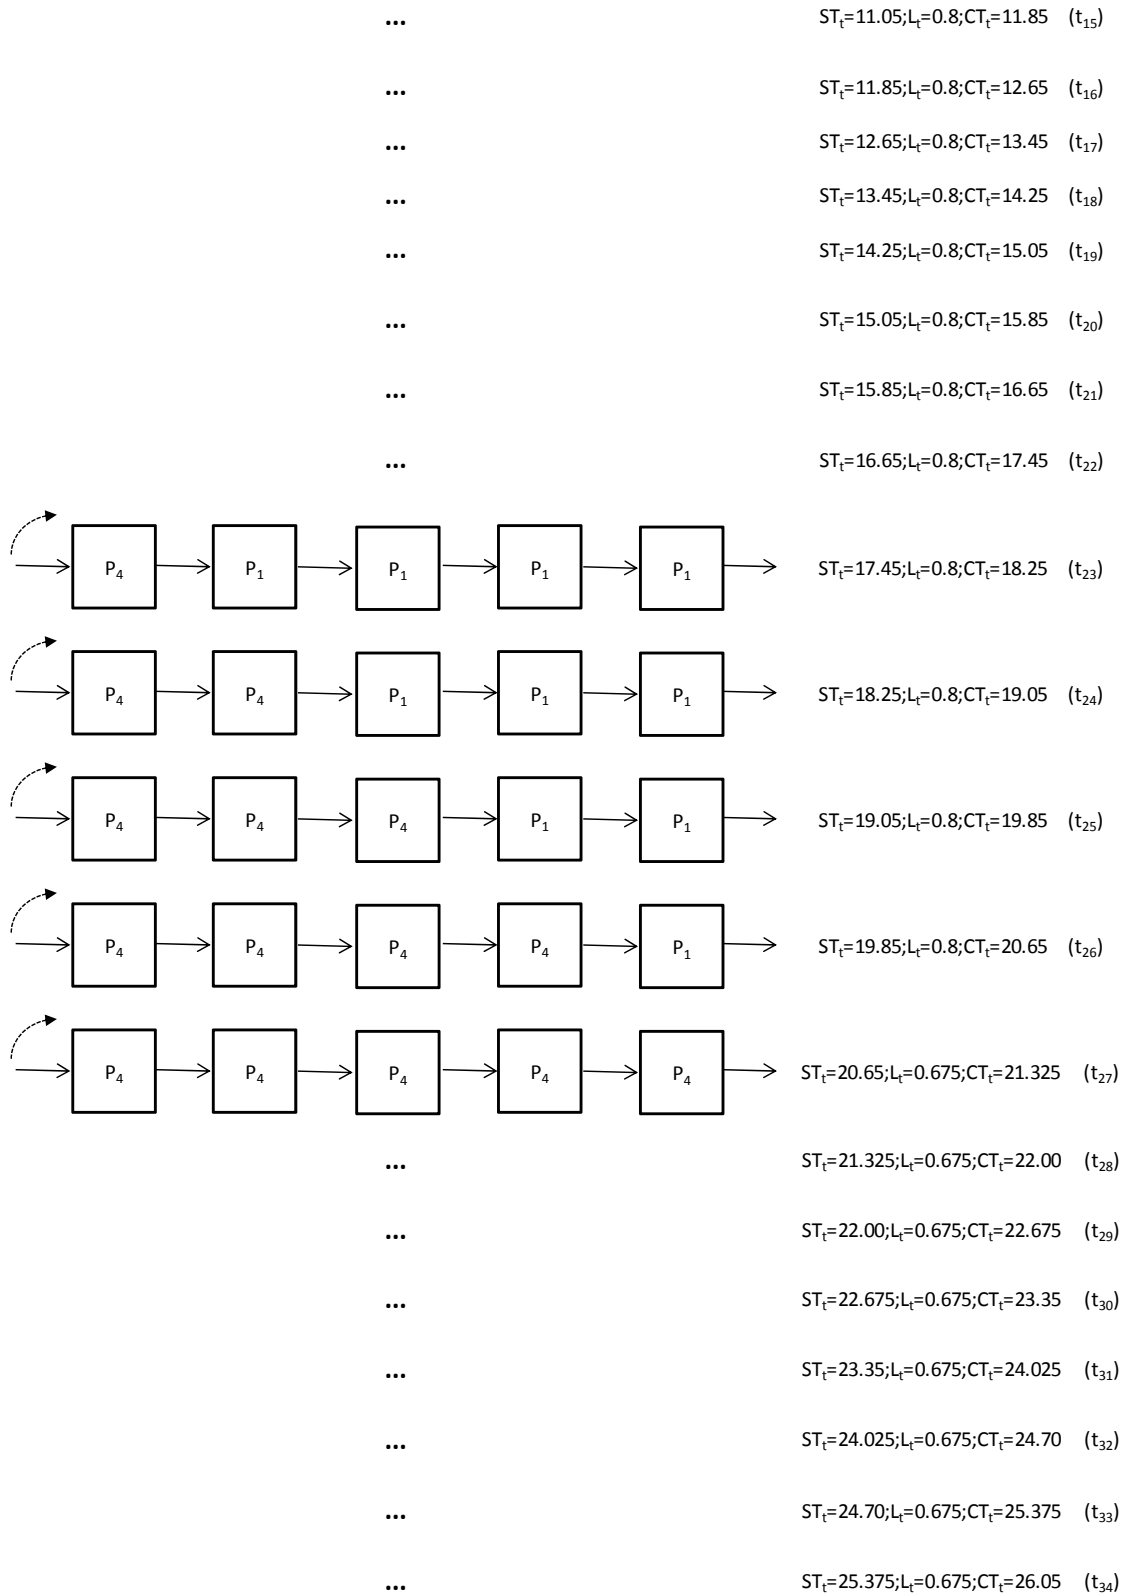 ... ST_t=11.05;L_t=0.8;CT_t=11.85 (t_15)
... ST_t=11.85;L_t=0.8;CT_t=12.65 (t_16)
... ST_t=12.65;L_t=0.8;CT_t=13.45 (t_17)
... ST_t=13.45;L_t=0.8;CT_t=14.25 (t_18)
... ST_t=14.25;L_t=0.8;CT_t=15.05 (t_19)
... ST_t=15.05;L_t=0.8;CT_t=15.85 (t_20)
... ST_t=15.85;L_t=0.8;CT_t=16.65 (t_21)
... ST_t=16.65;L_t=0.8;CT_t=17.45 (t_22)
P_4 P_1 P_1 P_1 P_1 ST_t=17.45;L_t=0.8;CT_t=18.25 (t_23)
P_4 P_4 P_1 P_1 P_1 ST_t=18.25;L_t=0.8;CT_t=19.05 (t_24)
P_4 P_4 P_4 P_1 P_1 ST_t=19.05;L_t=0.8;CT_t=19.85 (t_25)
P_4 P_4 P_4 P_4 P_1 ST_t=19.85;L_t=0.8;CT_t=20.65 (t_26)
P_4 P_4 P_4 P_4 P_4 ST_t=20.65;L_t=0.675;CT_t=21.325 (t_27)
... ST_t=21.325;L_t=0.675;CT_t=22.00 (t_28)
... ST_t=22.00;L_t=0.675;CT_t=22.675 (t_29)
... ST_t=22.675;L_t=0.675;CT_t=23.35 (t_30)
... ST_t=23.35;L_t=0.675;CT_t=24.025 (t_31)
... ST_t=24.025;L_t=0.675;CT_t=24.70 (t_32)
... ST_t=24.70;L_t=0.675;CT_t=25.375 (t_33)
... ST_t=25.375;L_t=0.675;CT_t=26.05 (t_34)